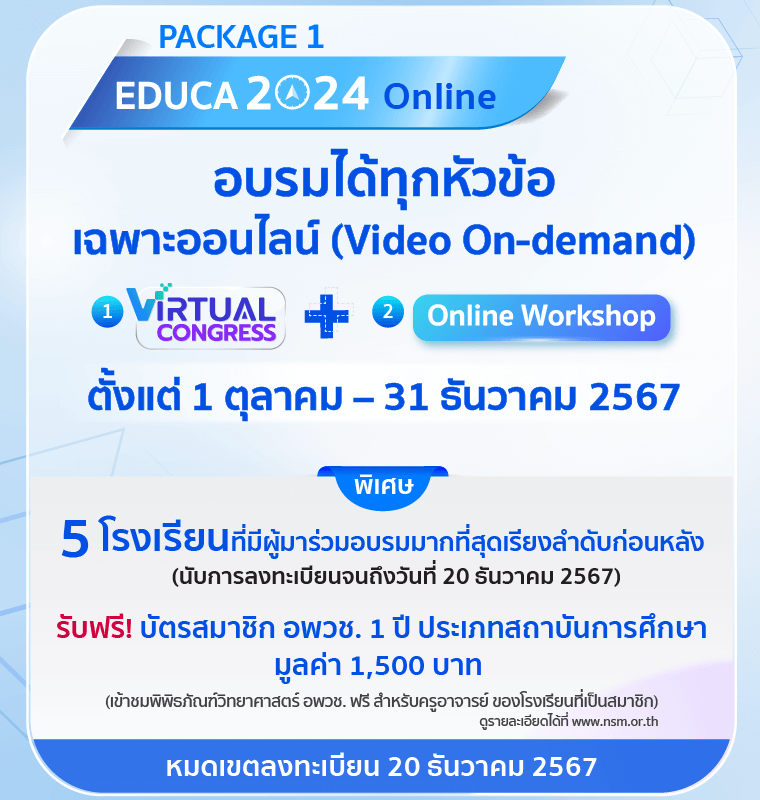 PACKAGE 1
EDUCA 2024 Online
อบรมได้ทุกหัวข้อ
เฉพาะออนไลน์ (Video On-demand)
1 VIRTUAL CONGRESS + 2 Online Workshop
ตั้งแต่ 1 ตุลาคม – 31 ธันวาคม 2567
พิเศษ
5 โรงเรียนที่มีผู้มาร่วมอบรมมากที่สุดเรียงลำดับก่อนหลัง
(นับการลงทะเบียนจนถึงวันที่ 20 ธันวาคม 2567)
รับฟรี! บัตรสมาชิก อพวช. 1 ปี ประเภทสถาบันการศึกษา
มูลค่า 1,500 บาท
(เข้าชมพิพิธภัณฑ์วิทยาศาสตร์ อพวช. ฟรี สำหรับครูอาจารย์ ของโรงเรียนที่เป็นสมาชิก)
ดูรายละเอียดได้ที่ www.nsm.or.th
หมดเขตลงทะเบียน 20 ธันวาคม 2567